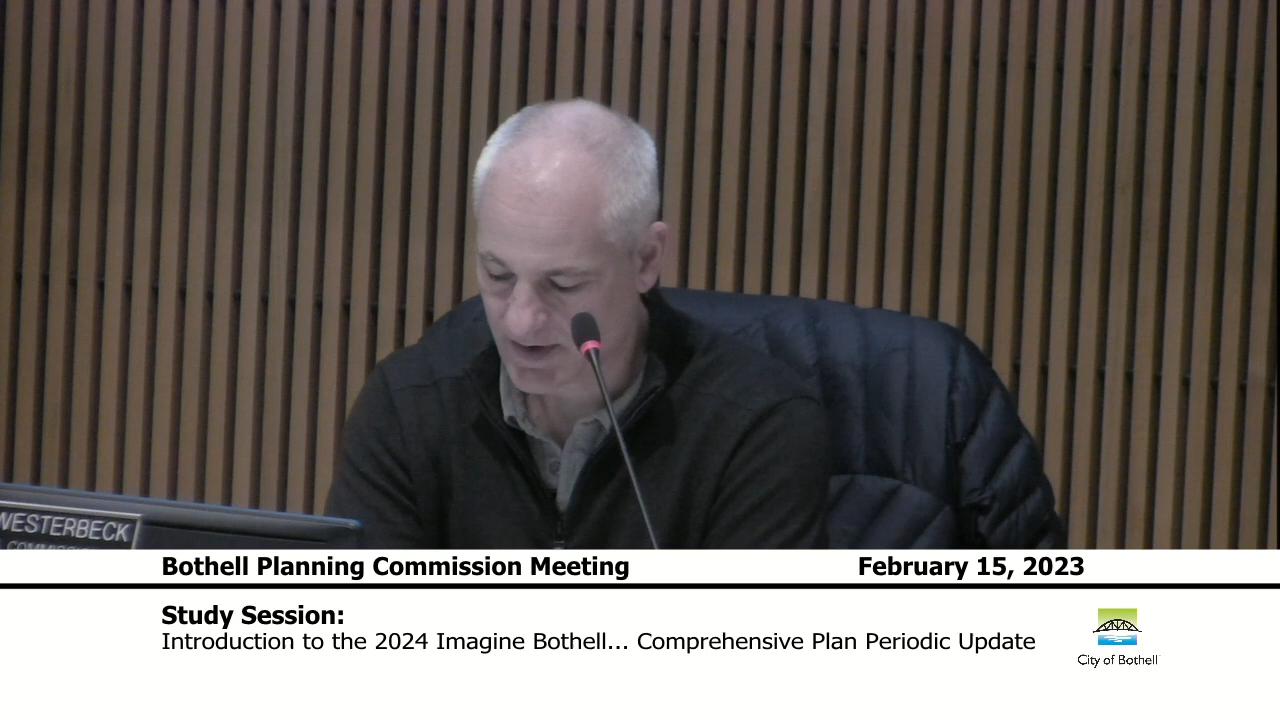 WESTERBECK
Bothell Planning Commission Meeting
February 15, 2023
Study Session:
Introduction to the 2024 Imagine Bothell... Comprehensive Plan Periodic Update
City of Bothell